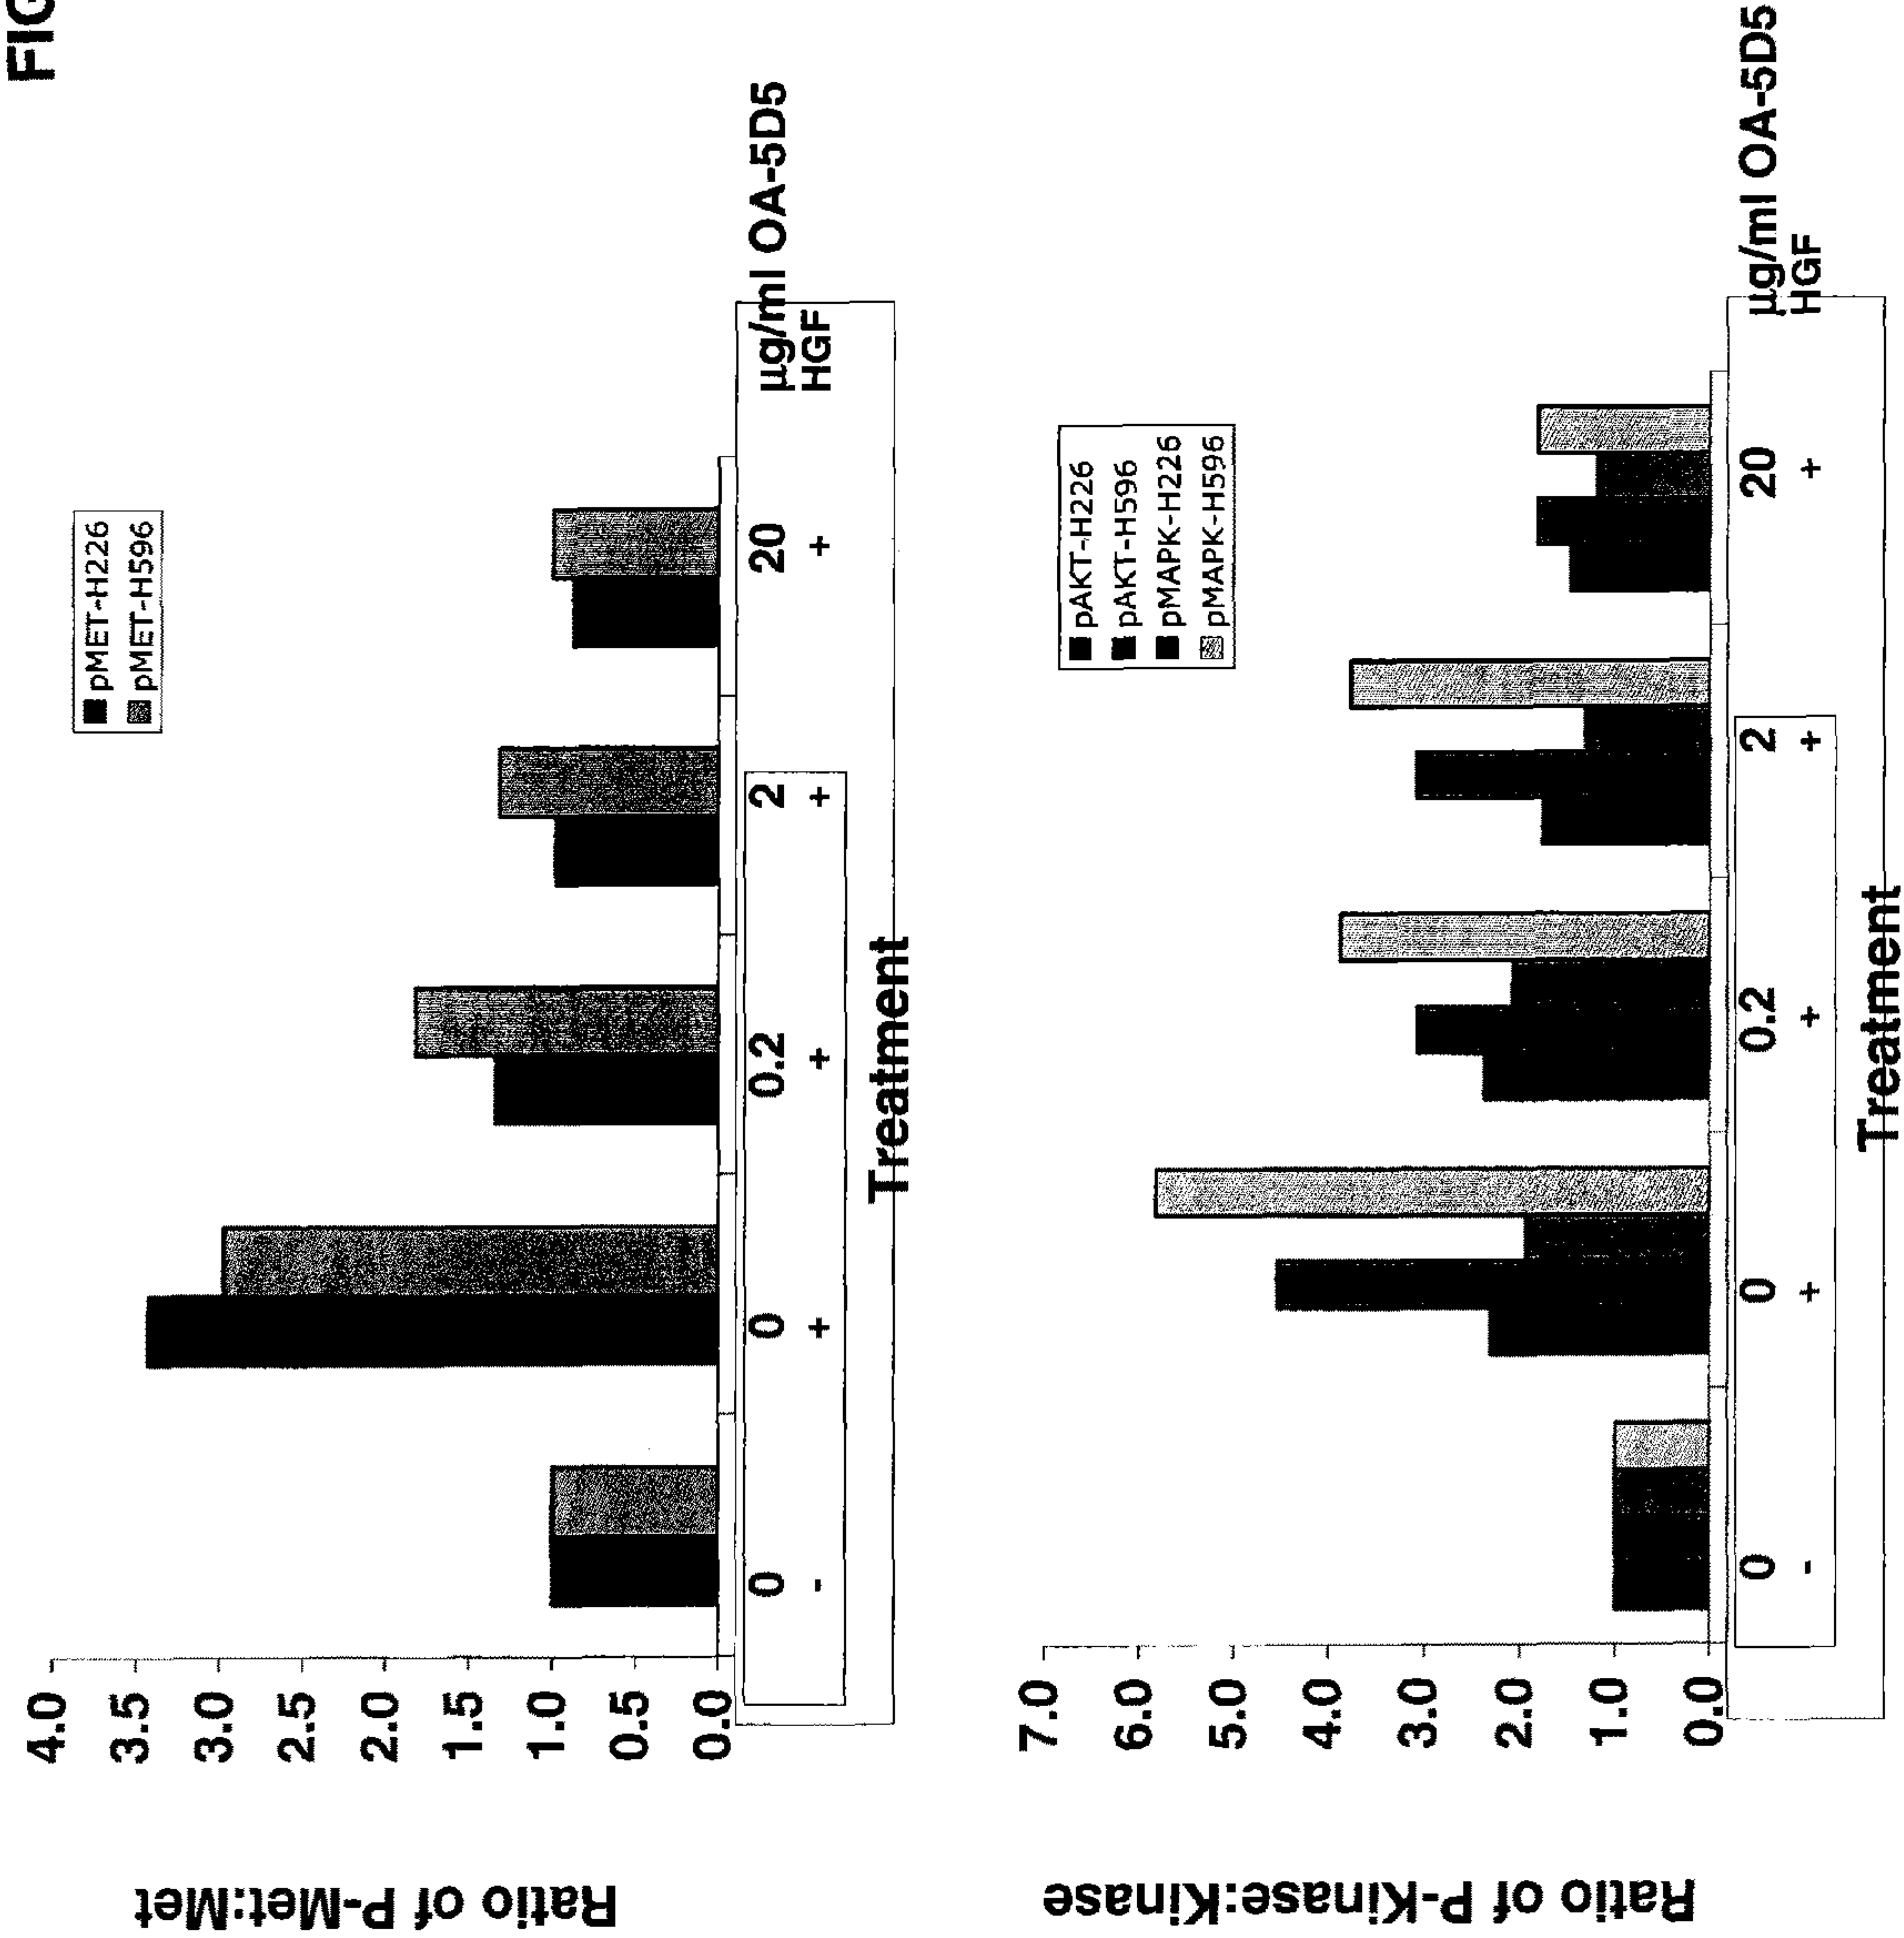 FIG
Ratio of P-Met:Met
4.0
3.5
3.0
2.5
2.0
1.5
1.0
0.5
0.0
pMET-H226
pMET-H596
0 0 0.2 2 20 µg/ml OA-5D5
- + + + + HGF
Treatment
Ratio of P-Kinase:Kinase
7.0
6.0
5.0
4.0
3.0
2.0
1.0
0.0
pAKT-H226
pAKT-H596
pMAPK-H226
pMAPK-H596
0 0 0.2 2 20 µg/ml OA-5D5
- + + + + HGF
Treatment